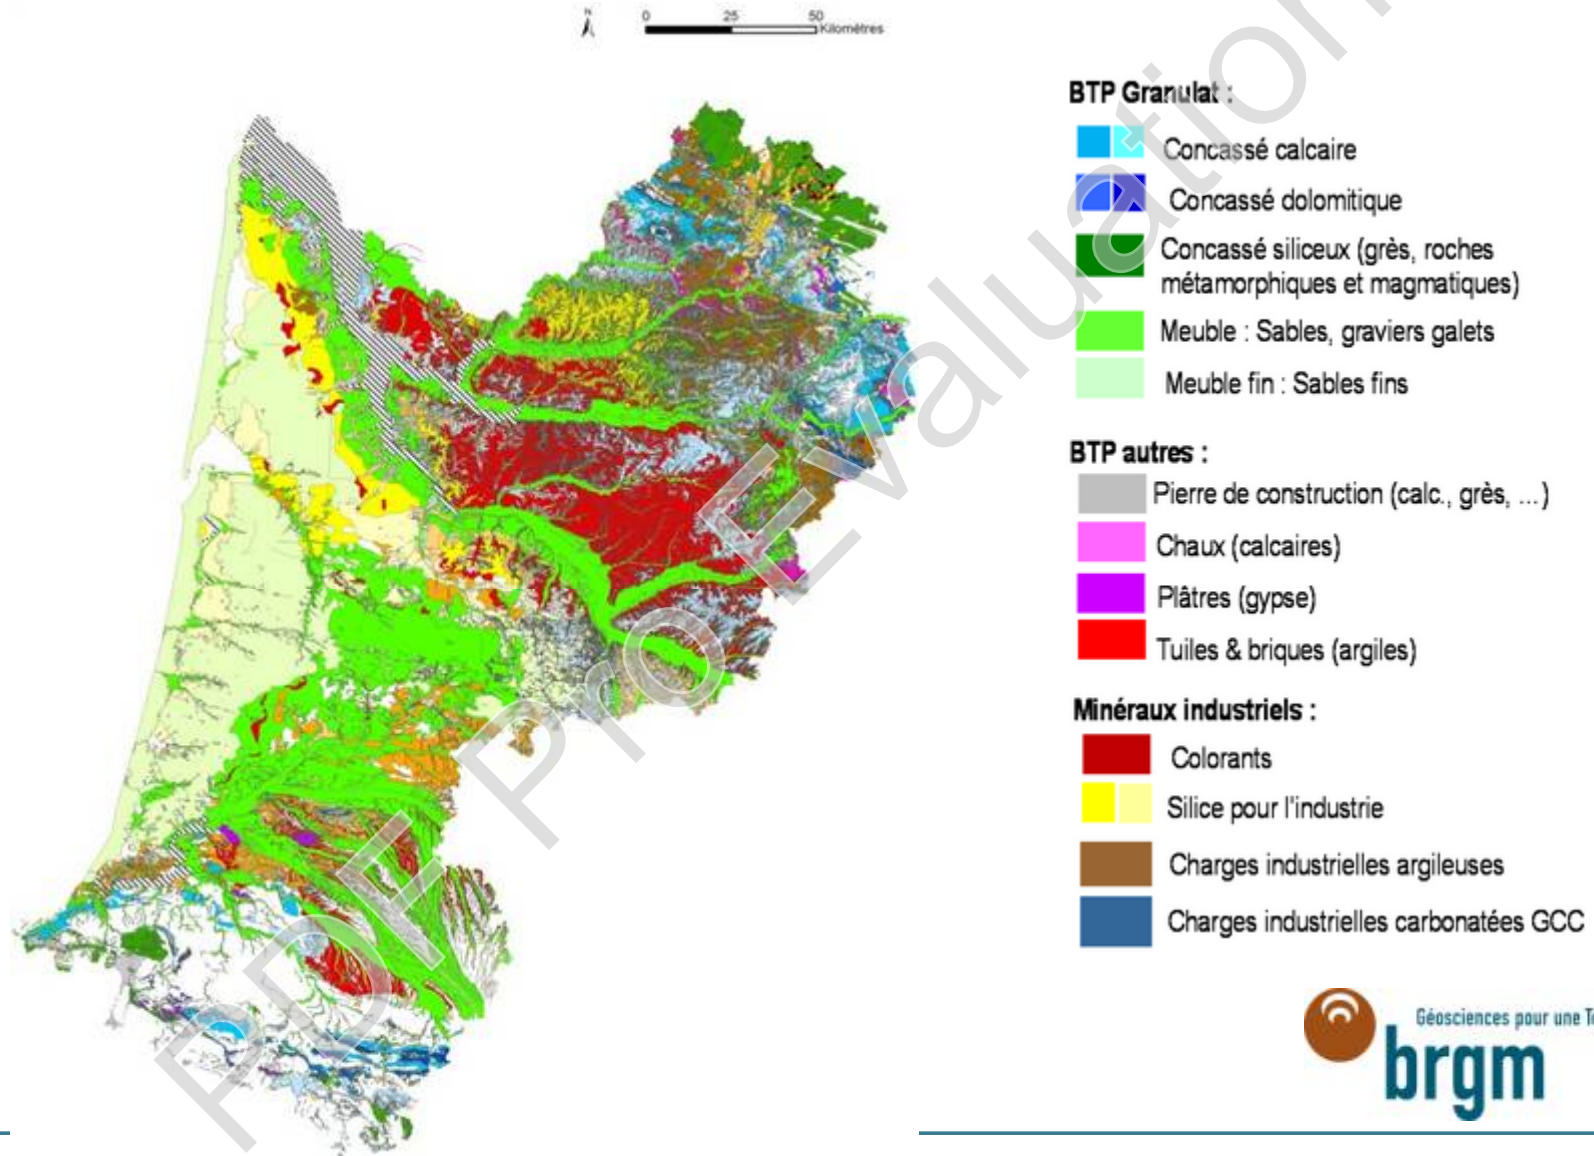 N
0 25 50
Kilomètres
BTP Granulat :
Concassé calcaire
Concassé dolomitique
Concassé siliceux (grès, roches
métamorphiques et magmatiques)
Meuble : Sables, graviers galets
Meuble fin : Sables fins
BTP autres :
Pierre de construction (calc., grès, ...)
Chaux (calcaires)
Plâtres (gypse)
Tuiles & briques (argiles)
Minéraux industriels :
Colorants
Silice pour l'industrie
Charges industrielles argileuses
Charges industrielles carbonatées GCC
Géosciences pour une T
brgm
PDF Pro Evaluation